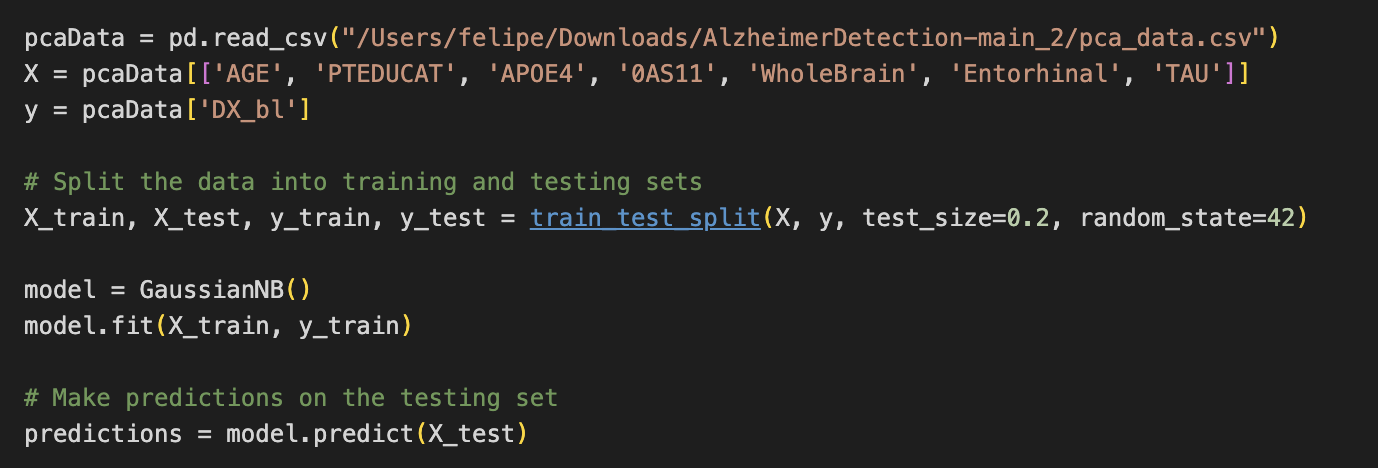 pcaData = pd.read_csv("/Users/felipe/Downloads/AlzheimerDetection-main_2/pca_data.csv")
X = pcaData[['AGE', 'PTEDUCAT', 'APOE4', '0AS11', 'WholeBrain', 'Entorhinal', 'TAU']]
y = pcaData['DX_bl']
# Split the data into training and testing sets
X_train, X_test, y_train, y_test = train_test_split(X, y, test_size=0.2, random_state=42)
model = GaussianNB()
model.fit(X_train, y_train)
# Make predictions on the testing set
predictions = model.predict(X_test)